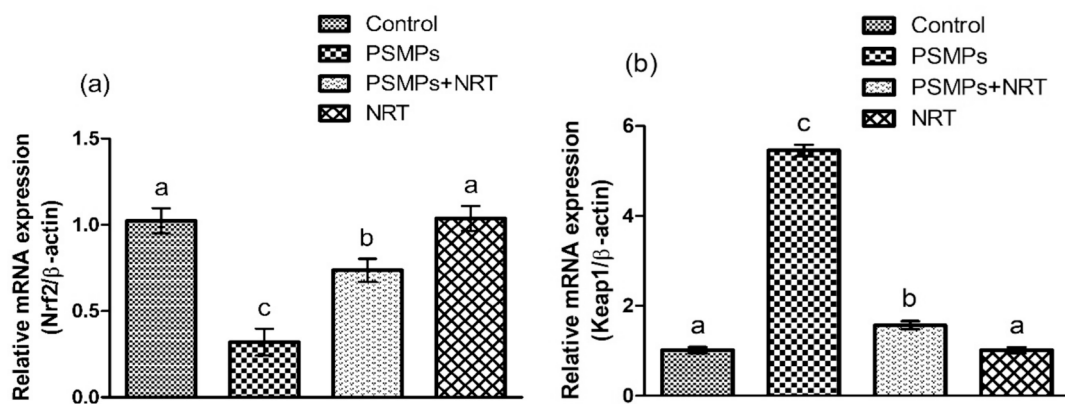 (a)
Control
PSMPs
PSMPs+NRT
NRT
Relative mRNA expression
(Nrf2/β-actin)
1.5
1.0
0.5
0.0
a
c
b
a
(b)
Control
PSMPs
PSMPs+NRT
NRT
Relative mRNA expression
(Keap1/β-actin)
6
4
2
0
a
c
b
a